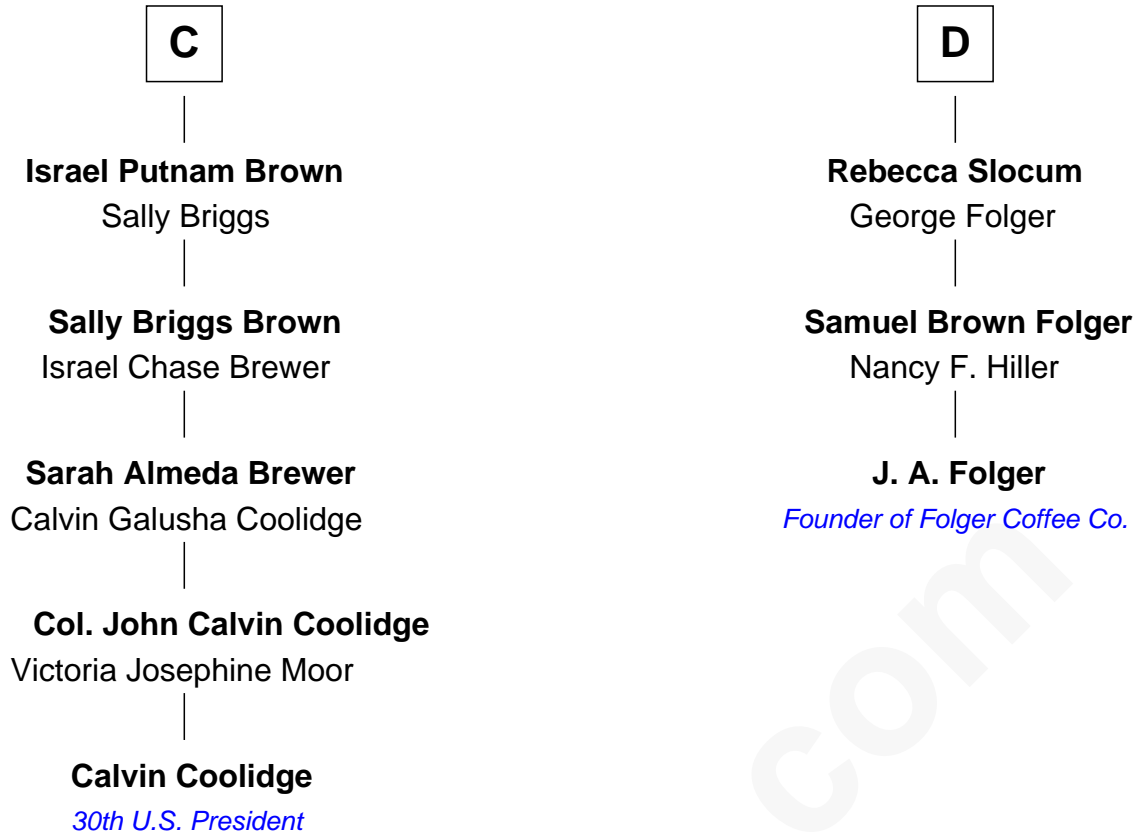 C
Israel Putnam Brown
Sally Briggs
Sally Briggs Brown
Israel Chase Brewer
Sarah Almeda Brewer
Calvin Galusha Coolidge
Col. John Calvin Coolidge
Victoria Josephine Moor
Calvin Coolidge
30th U.S. President
D
Rebecca Slocum
George Folger
Samuel Brown Folger
Nancy F. Hiller
J. A. Folger
Founder of Folger Coffee Co.
com